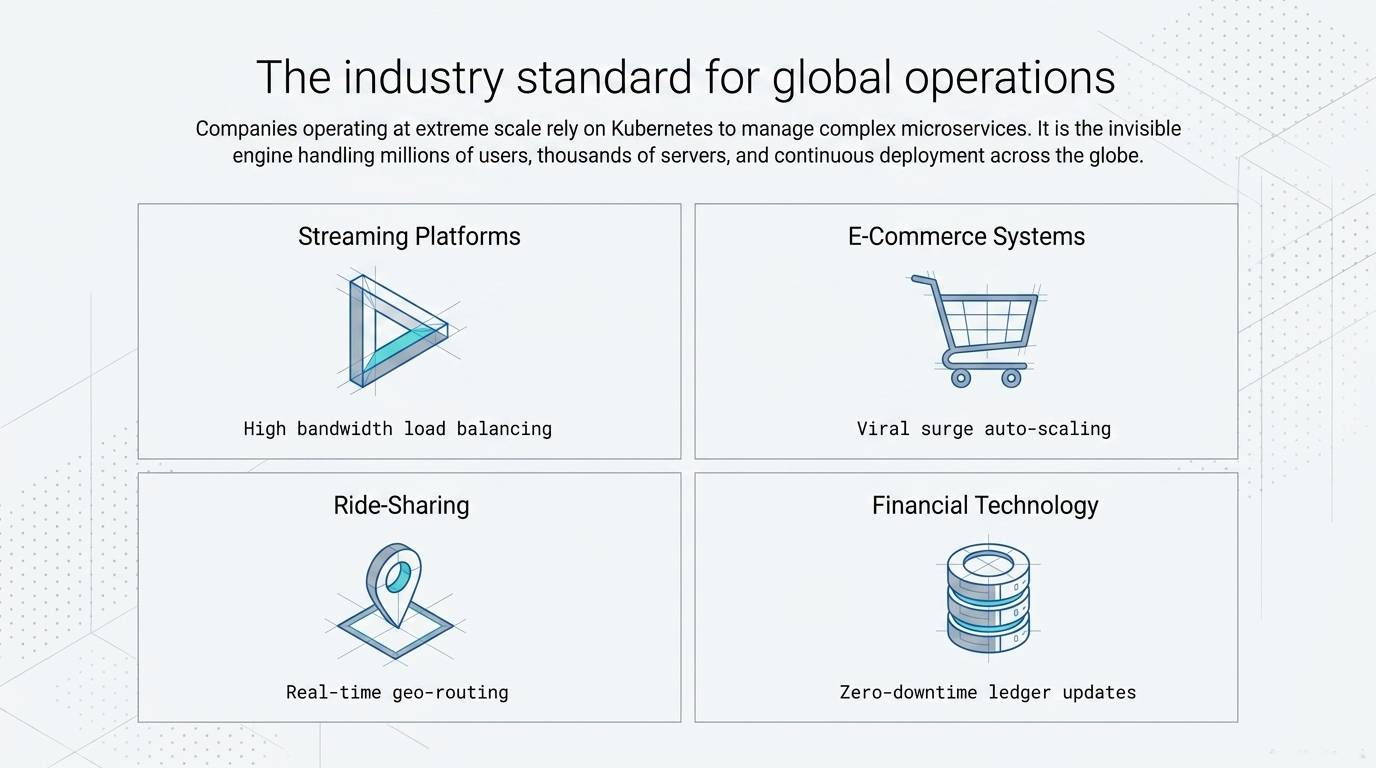 The industry standard for global operations
Companies operating at extreme scale rely on Kubernetes to manage complex microservices. It is the invisible
engine handling millions of users, thousands of servers, and continuous deployment across the globe.
Streaming Platforms
High bandwidth load balancing
E-Commerce Systems
Viral surge auto-scaling
Ride-Sharing
Real-time geo-routing
Financial Technology
Zero-downtime ledger updates